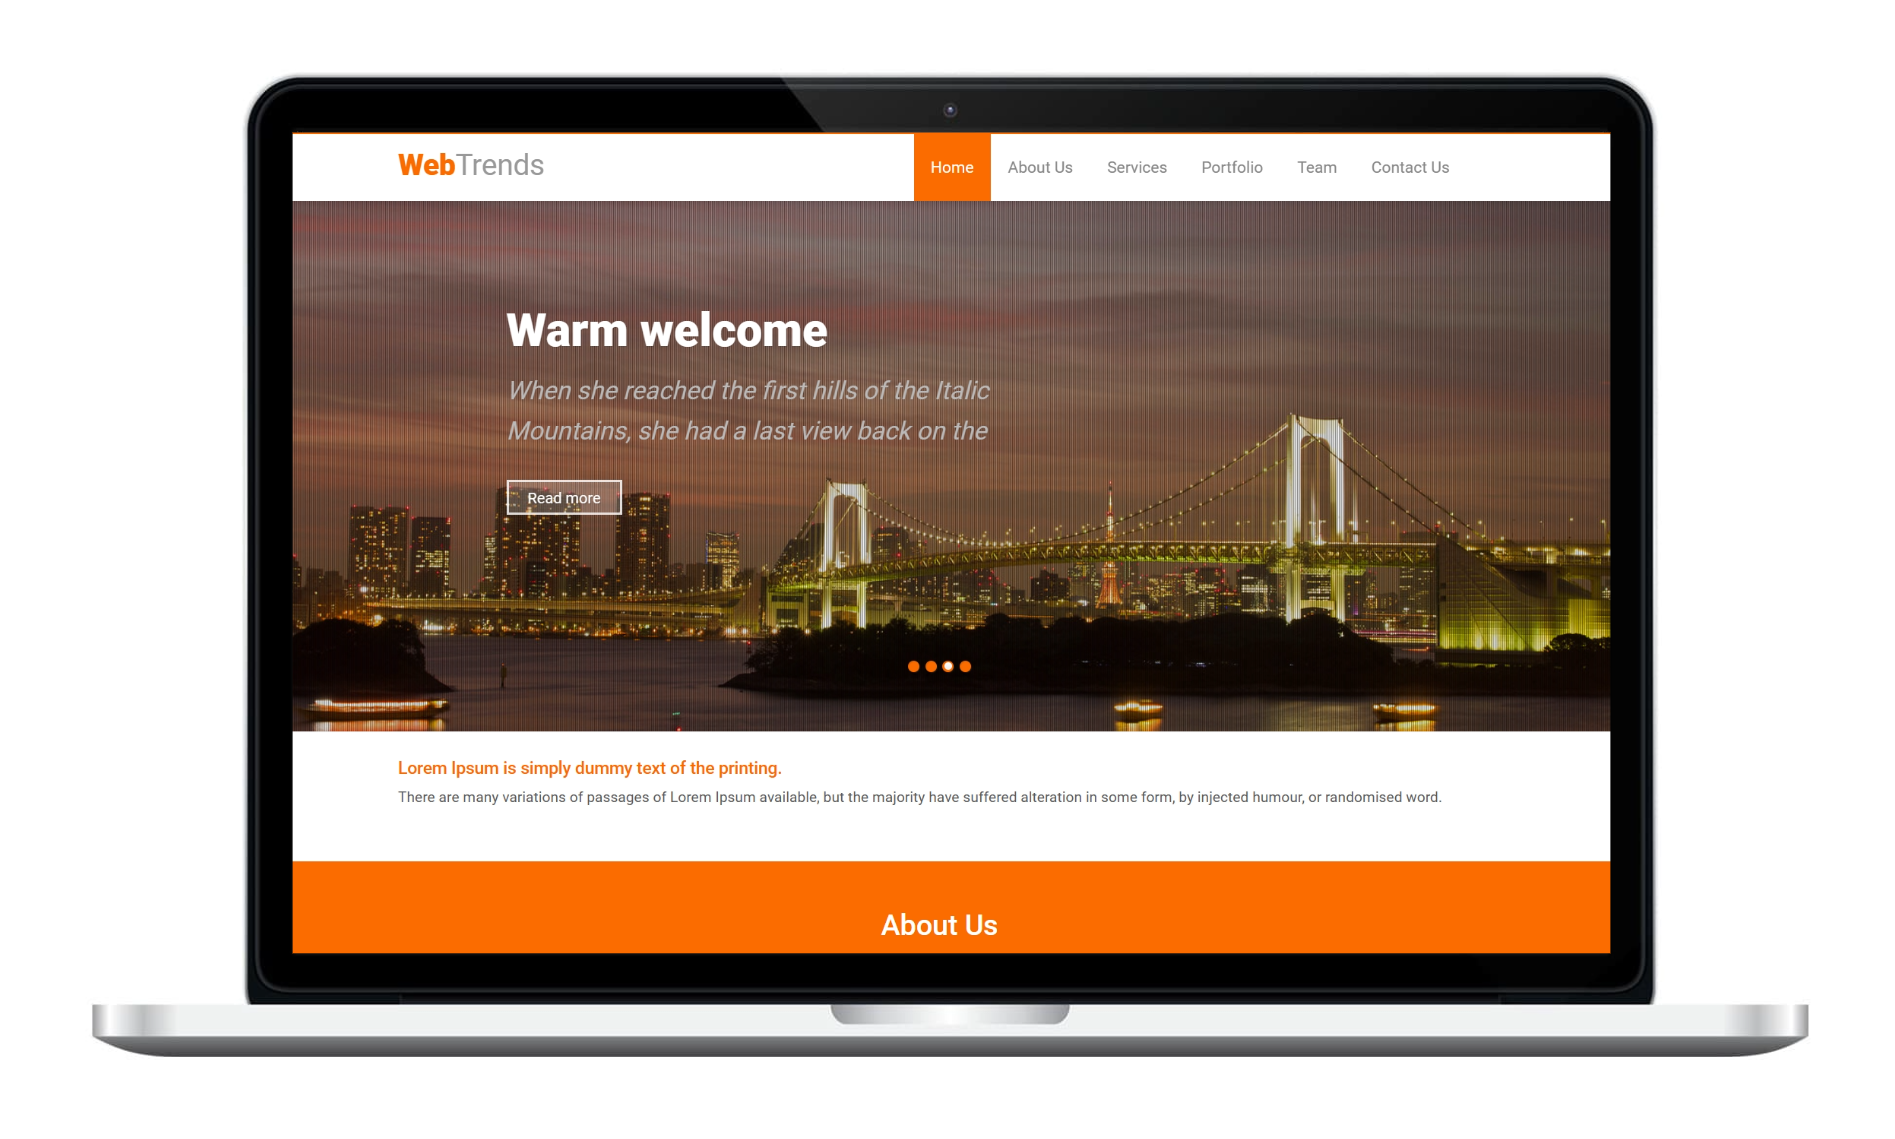 WebTrends
Home About Us Services Portfolio Team Contact Us
Warm welcome
When she reached the first hills of the Italic
Mountains, she had a last view back on the
Read more
Lorem Ipsum is simply dummy text of the printing.
There are many variations of passages of Lorem Ipsum available, but the majority have suffered alteration in some form, by injected humour, or randomised word.
About Us